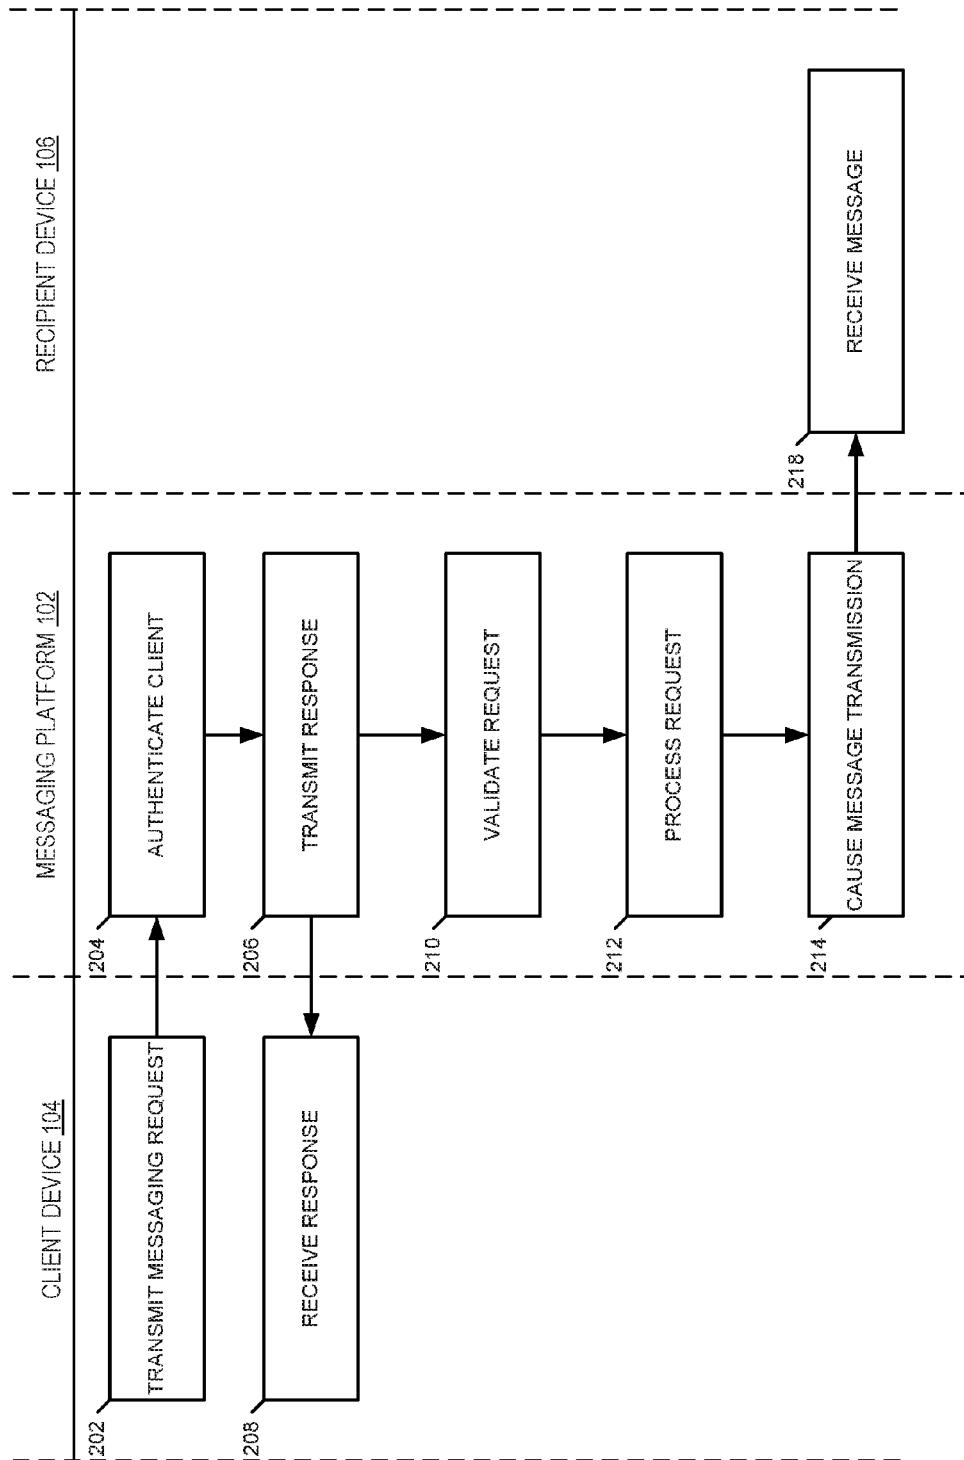 CLIENT DEVICE 104
MESSAGING PLATFORM 102
RECIPIENT DEVICE 106
202
TRANSMIT MESSAGING REQUEST
204
AUTHENTICATE CLIENT
208
RECEIVE RESPONSE
206
TRANSMIT RESPONSE
210
VALIDATE REQUEST
212
PROCESS REQUEST
214
CAUSE MESSAGE TRANSMISSION
218
RECEIVE MESSAGE